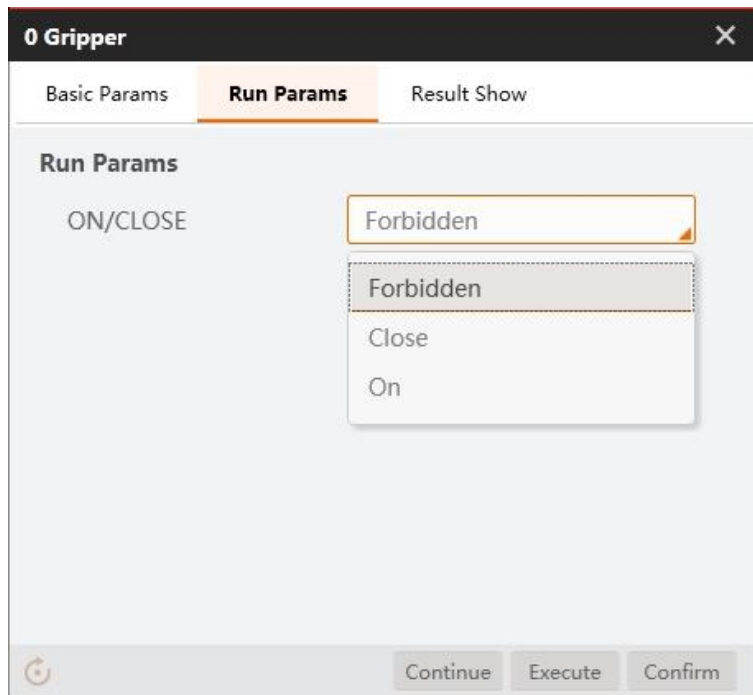 0 Gripper
Basic Params Run Params Result Show
Run Params
ON/CLOSE Forbidden
Forbidden
Close
On
Continue Execute Confirm